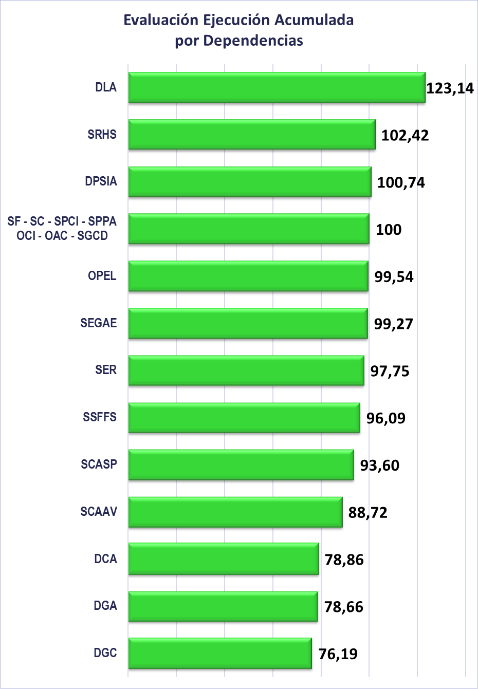 Evaluación Ejecución Acumulada
por Dependencias
DLA 123,14
SRHS 102,42
DPSIA 100,74
SF - SC - SPCI - SPPA
OCI - OAC - SGCD 100
OPEL 99,54
SEGAE 99,27
SER 97,75
SSFFS 96,09
SCASP 93,60
SCAAV 88,72
DCA 78,86
DGA 78,66
DGC 76,19